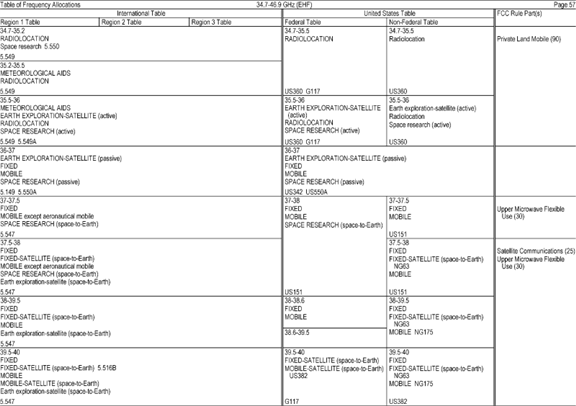 Table of Frequency Allocations
34.7-46.9 GHz (EHF)
Page 57
International Table
United States Table
FCC Rule Part(s)
Region 1 Table
Region 2 Table
Region 3 Table
Federal Table
Non-Federal Table
34.7-35.2
RADIOLOCATION
Space research 5.550
5.549
35.2-35.5
METEOROLOGICAL AIDS
RADIOLOCATION
5.549
34.7-35.5
RADIOLOCATION
US360 G117
34.7-35.5
Radiolocation
US360
Private Land Mobile (90)
35.5-36
METEOROLOGICAL AIDS
EARTH EXPLORATION-SATELLITE (active)
RADIOLOCATION
SPACE RESEARCH (active)
5.549 5.549A
35.5-36
EARTH EXPLORATION-SATELLITE
(active)
RADIOLOCATION
SPACE RESEARCH (active)
US360 G117
35.5-36
Earth exploration-satellite (active)
Radiolocation
Space research (active)
US360
36-37
EARTH EXPLORATION-SATELLITE (passive)
FIXED
MOBILE
SPACE RESEARCH (passive)
5.149 5.550A
36-37
EARTH EXPLORATION-SATELLITE (passive)
FIXED
MOBILE
SPACE RESEARCH (passive)
US342 US550A
37-37.5
FIXED
MOBILE except aeronautical mobile
SPACE RESEARCH (space-to-Earth)
5.547
37-38
FIXED
MOBILE
SPACE RESEARCH (space-to-Earth)
US151
37-37.5
FIXED
MOBILE
US151
Upper Microwave Flexible
Use (30)
37.5-38
FIXED
FIXED-SATELLITE (space-to-Earth)
MOBILE except aeronautical mobile
SPACE RESEARCH (space-to-Earth)
Earth exploration-satellite (space-to-Earth)
5.547
37.5-38
FIXED
FIXED-SATELLITE (space-to-Earth)
NG63
MOBILE
US151
Satellite Communications (25)
Upper Microwave Flexible
Use (30)
38-39.5
FIXED
FIXED-SATELLITE (space-to-Earth)
MOBILE
Earth exploration-satellite (space-to-Earth)
5.547
38-38.6
FIXED
MOBILE
38.6-39.5
38-39.5
FIXED
FIXED-SATELLITE (space-to-Earth)
NG63
MOBILE NG175
39.5-40
FIXED
FIXED-SATELLITE (space-to-Earth) 5.516B
MOBILE
MOBILE-SATELLITE (space-to-Earth)
Earth exploration-satellite (space-to-Earth)
5.547
39.5-40
FIXED-SATELLITE (space-to-Earth)
MOBILE-SATELLITE (space-to-Earth)
US382
G117
39.5-40
FIXED
FIXED-SATELLITE (space-to-Earth)
NG63
MOBILE NG175
US382